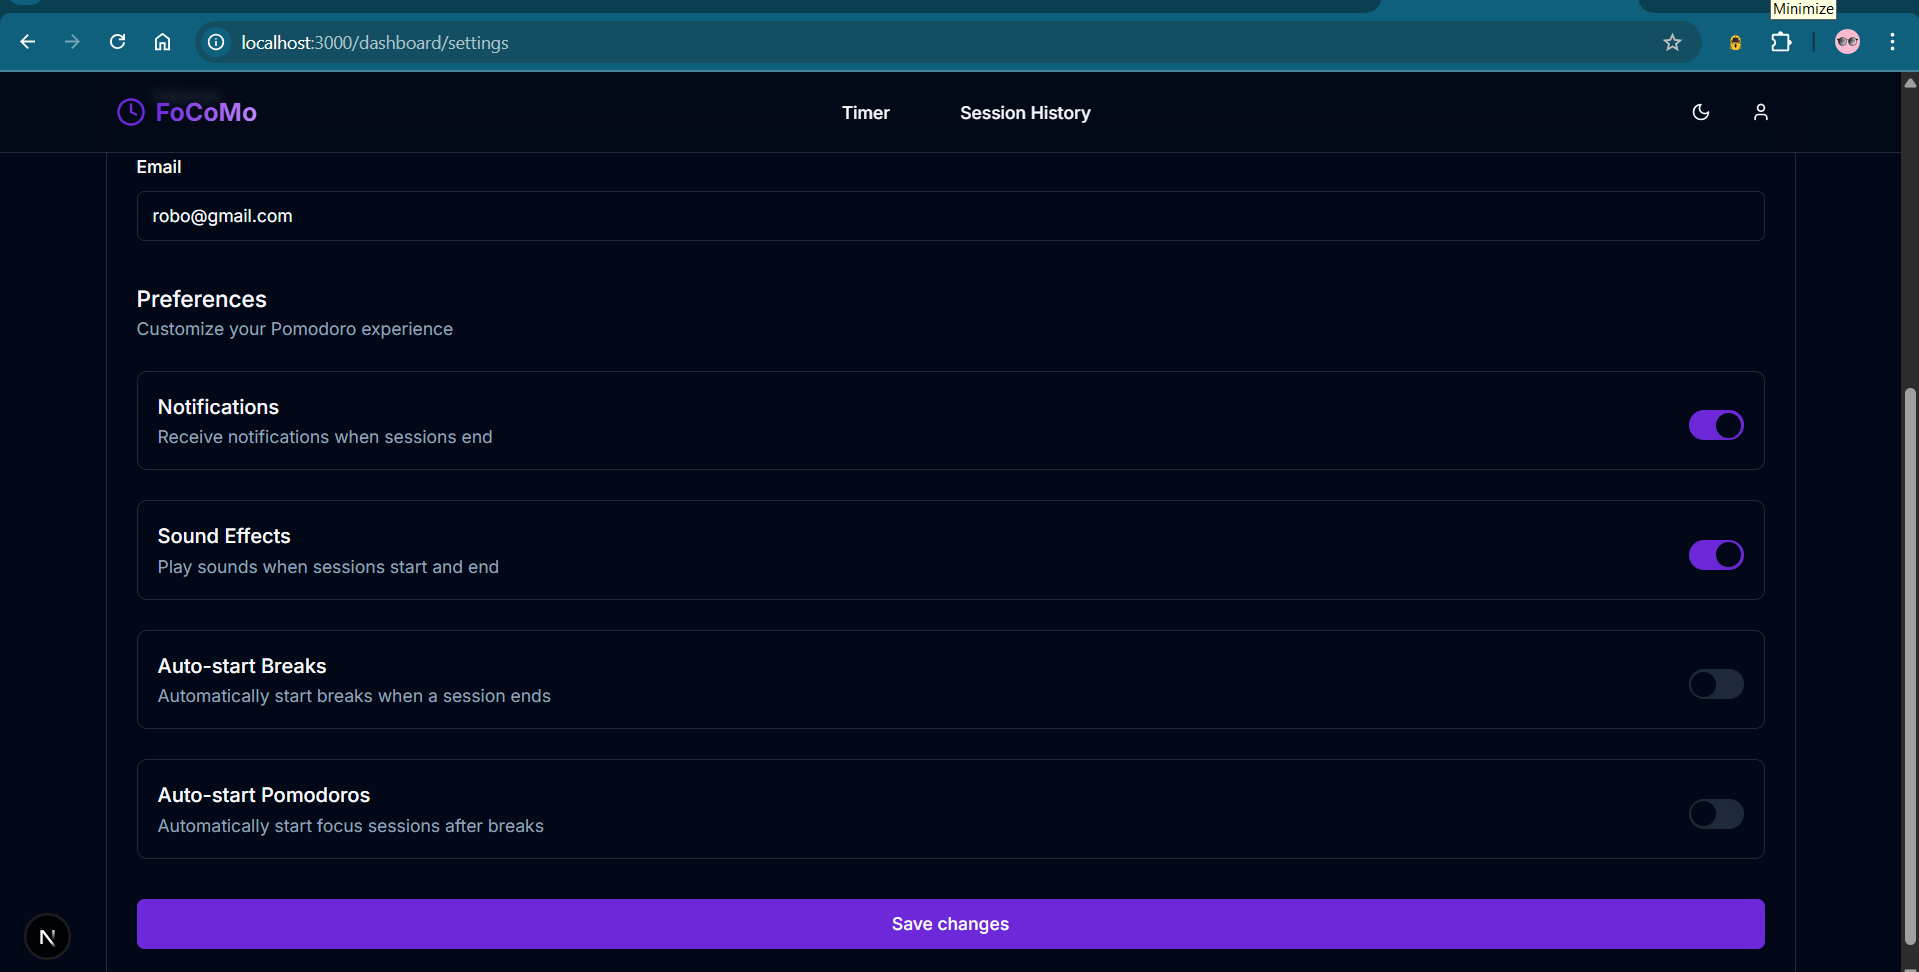 Minimize
localhost:3000/dashboard/settings
FoCoMo
Timer
Session History
Email
robo@gmail.com
Preferences
Customize your Pomodoro experience
Notifications
Receive notifications when sessions end
Sound Effects
Play sounds when sessions start and end
Auto-start Breaks
Automatically start breaks when a session ends
Auto-start Pomodoros
Automatically start focus sessions after breaks
Save changes
N